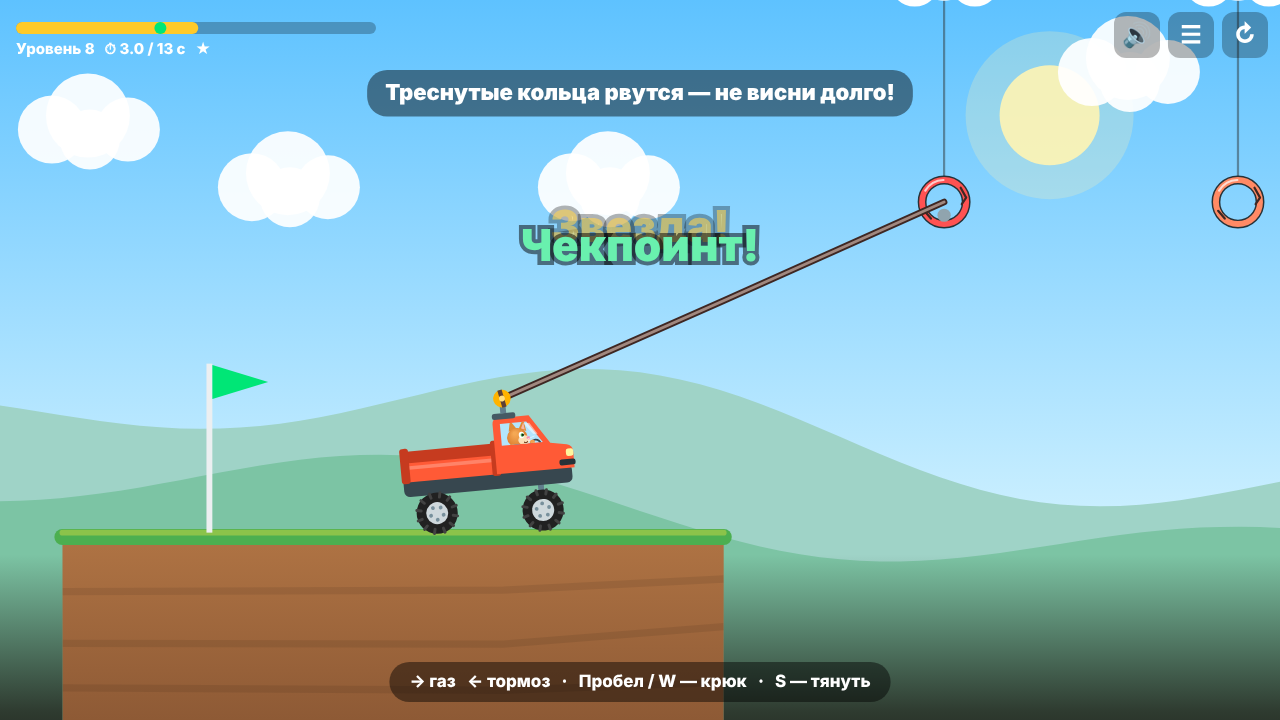 Уровень 8 ⏱ 3.0 / 13 с ★
Треснутые кольца рвутся — не висни долго!
Звезда!
Чекпоинт!
→ газ ← тормоз · Пробел / W — крюк · S — тянуть